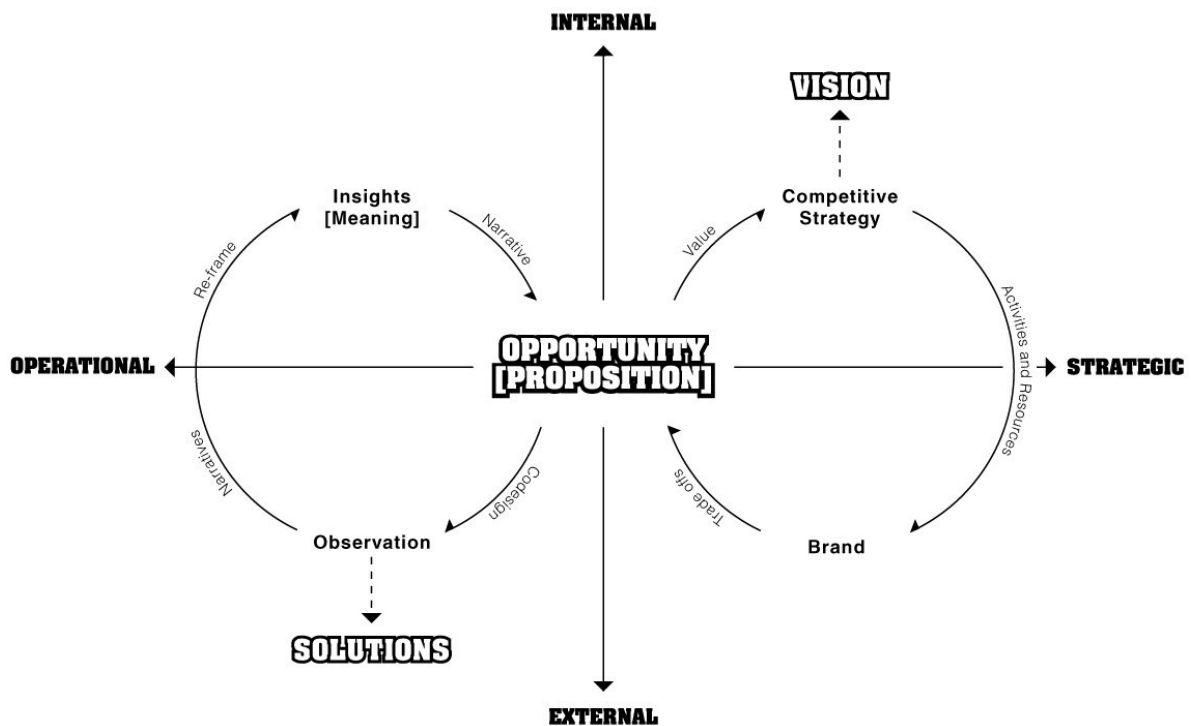 INTERNAL
VISION
Insights
[Meaning]
Competitive
Strategy
Narrative
Value
Re-frame
Activities and Resources
OPERATIONAL
OPPORTUNITY
[PROPOSITION]
STRATEGIC
Narratives
Codesign
Trade offs
Observation
Brand
SOLUTIONS
EXTERNAL